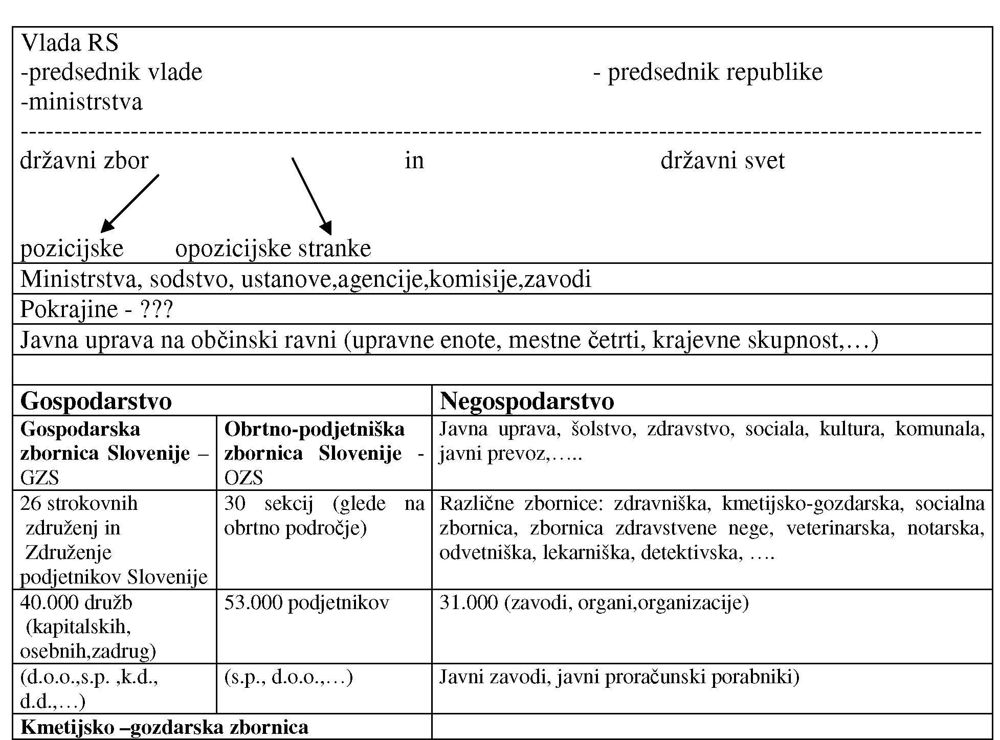 Vlada RS
-predsednik vlade - predsednik republike
-ministrstva
--------------------------------------------------------------------------------------------------------------------
državni zbor in državni svet
pozicijske opozicijske stranke
Ministrstva, sodstvo, ustanove,agencije,komisije,zavodi
Pokrajine - ???
Javna uprava na občinski ravni (upravne enote, mestne četrti, krajevne skupnost,…)
Gospodarstvo
Negospodarstvo
Gospodarska
zbornica Slovenije –
GZS
Obrtno-podjetniška
zbornica Slovenije -
OZS
Javna uprava, šolstvo, zdravstvo, sociala, kultura, komunala,
javni prevoz,…..
26 strokovnih
združenj in
Združenje
podjetnikov Slovenije
30 sekcij (glede na
obrtno področje)
Različne zbornice: zdravniška, kmetijsko-gozdarska, socialna
zbornica, zbornica zdravstvene nege, veterinarska, notarska,
odvetniška, lekarniška, detektivska, ….
40.000 družb
(kapitalskih,
osebnih,zadrug)
53.000 podjetnikov
31.000 (zavodi, organi,organizacije)
(d.o.o.,s.p. ,k.d.,
d.d.,…)
(s.p., d.o.o.,…)
Javni zavodi, javni proračunski porabniki)
Kmetijsko –gozdarska zbornica